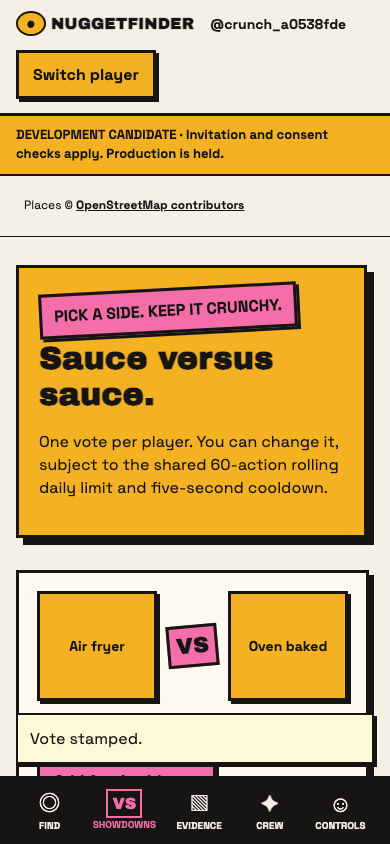 NUGGETFINDER @crunch_a0538fde
Switch player
DEVELOPMENT CANDIDATE · Invitation and consent
checks apply. Production is held.
Places © OpenStreetMap contributors
PICK A SIDE. KEEP IT CRUNCHY.
Sauce versus
sauce.
One vote per player. You can change it,
subject to the shared 60-action rolling
daily limit and five-second cooldown.
Air fryer VS Oven baked
Vote stamped.
VS
FIND SHOWDOWNS EVIDENCE CREW CONTROLS